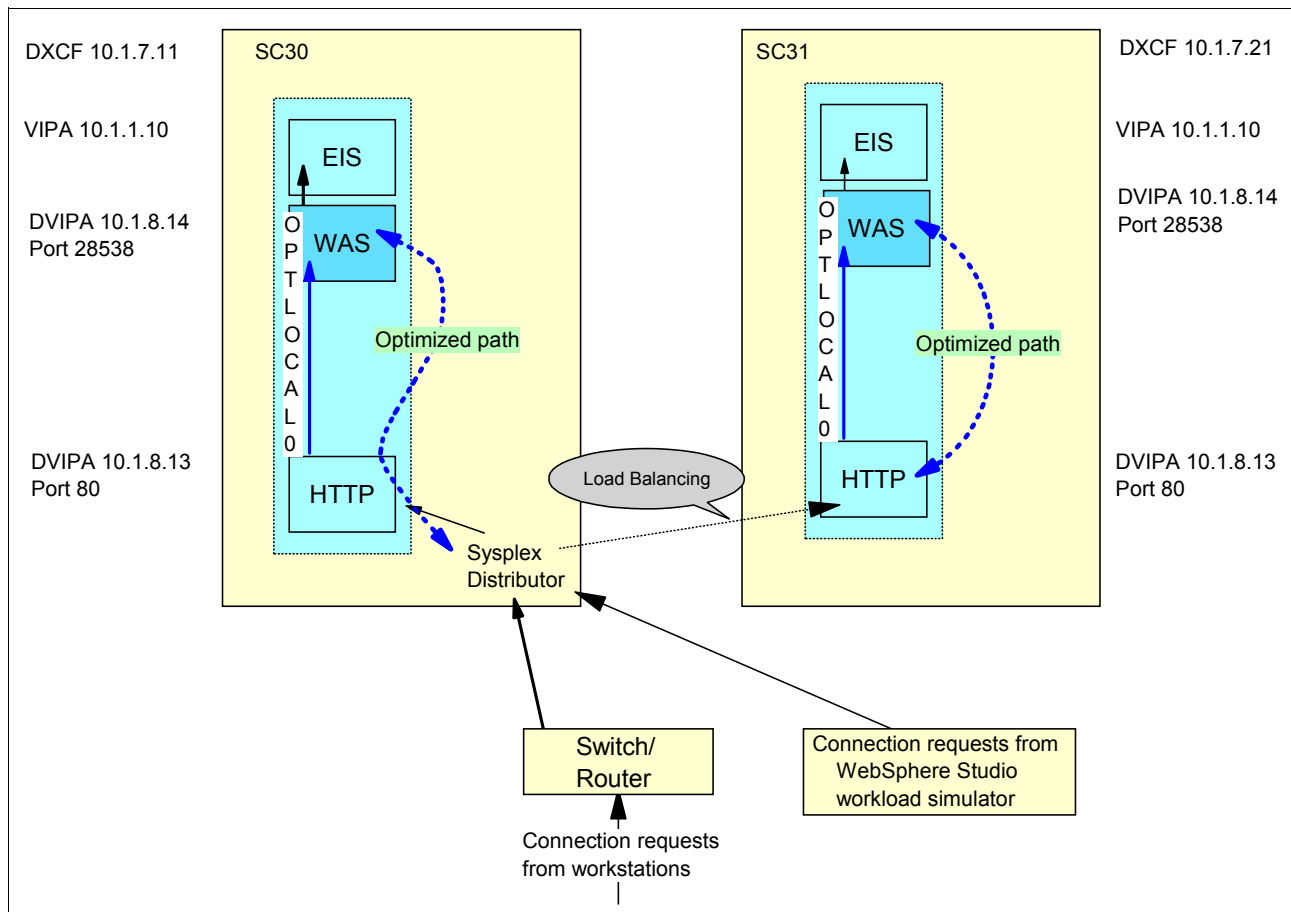 DXCF 10.1.7.11
VIPA 10.1.1.10
DVIPA 10.1.8.14
Port 28538
DVIPA 10.1.8.13
Port 80
SC30
EIS
WAS
OPTLOCAL0
Optimized path
HTTP
Sysplex
Distributor
Load Balancing
SC31
EIS
WAS
OPTLOCAL0
Optimized path
HTTP
DXCF 10.1.7.21
VIPA 10.1.1.10
DVIPA 10.1.8.14
Port 28538
DVIPA 10.1.8.13
Port 80
Switch/
Router
Connection requests
from workstations
Connection requests from
WebSphere Studio
workload simulator